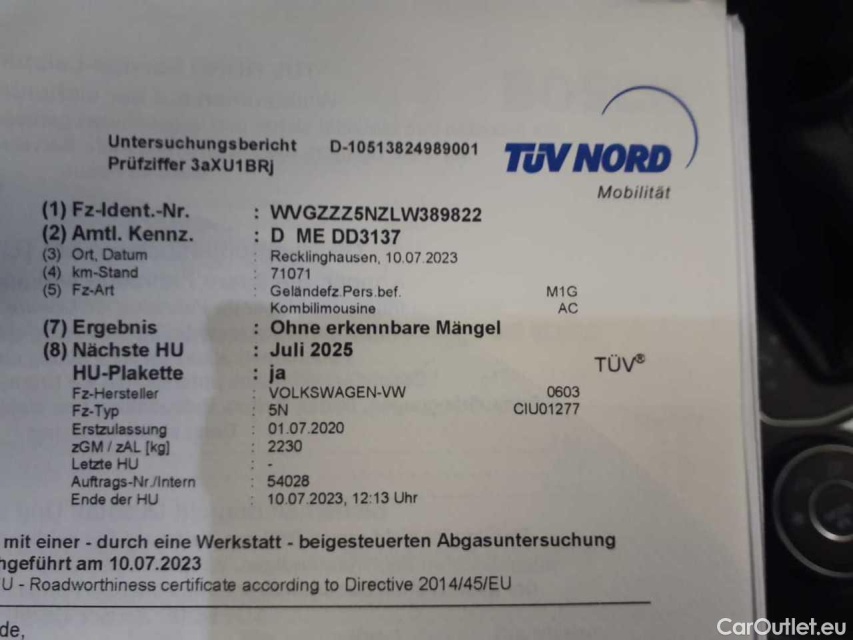 Untersuchungsbericht D-10513824989001
Prüfziffer 3aXU1BRj
TÜV NORD
Mobilität
(1) Fz-Ident.-Nr. : WVGZZZ5NZLW389822
(2) Amtl. Kennz. : D ME DD3137
(3) Ort, Datum : Recklinghausen, 10.07.2023
(4) km-Stand : 71071
(5) Fz-Art : Geländefz.Pers.bef. M1G
Kombilimousine AC
(7) Ergebnis : Ohne erkennbare Mängel
(8) Nächste HU : Juli 2025
TÜV®
HU-Plakette : ja
Fz-Hersteller : VOLKSWAGEN-VW 0603
Fz-Typ : 5N CIU01277
Erstzulassung : 01.07.2020
zGM / zAL [kg] : 2230
Letzte HU : -
Auftrags-Nr./Intern : 54028
Ende der HU : 10.07.2023, 12:13 Uhr
mit einer - durch eine Werkstatt - beigesteuerten Abgasuntersuchung
hgeführt am 10.07.2023
U - Roadworthiness certificate according to Directive 2014/45/EU
de,
CarOutlet.eu